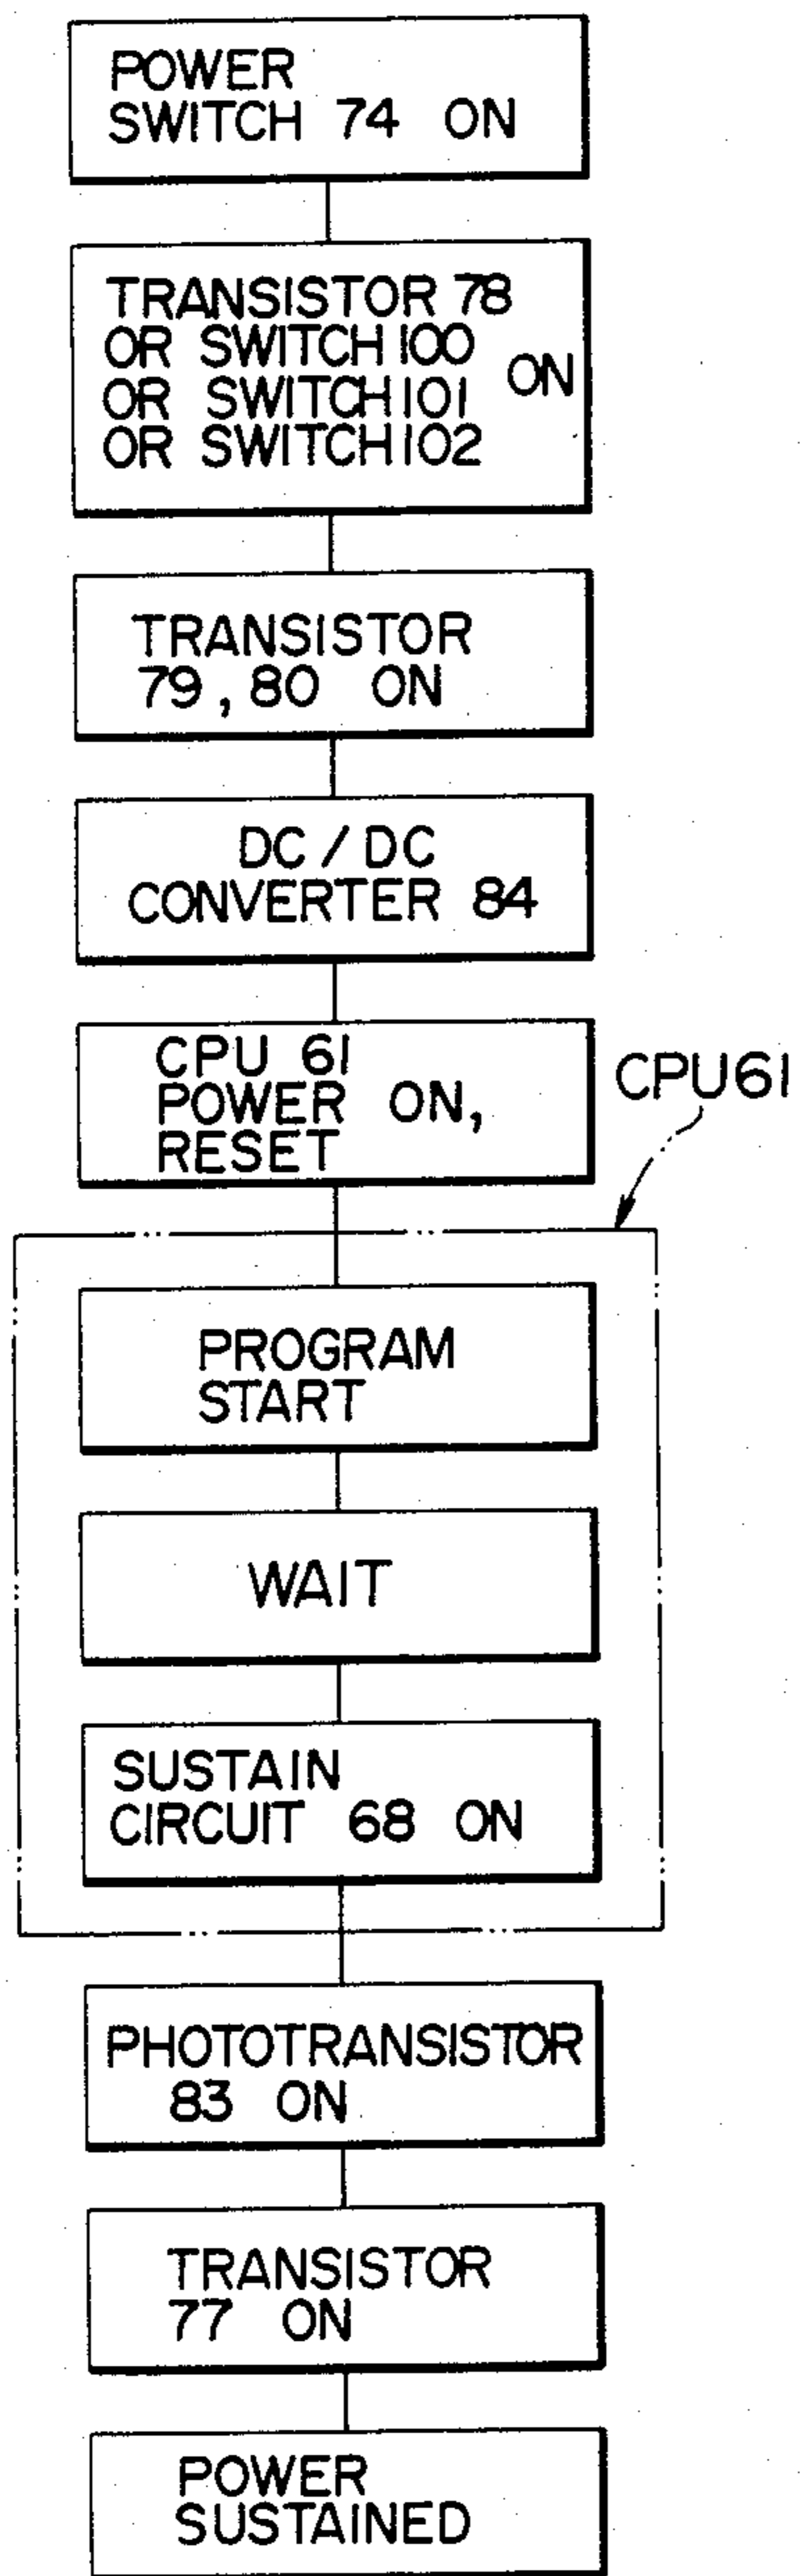 POWER
SWITCH 74 ON
TRANSISTOR 78
OR SWITCH 100
OR SWITCH 101
OR SWITCH 102
ON
TRANSISTOR
79, 80 ON
DC/DC
CONVERTER 84
CPU 61
POWER ON,
RESET
CPU61
PROGRAM
START
WAIT
SUSTAIN
CIRCUIT 68 ON
PHOTOTRANSISTOR
83 ON
TRANSISTOR
77 ON
POWER
SUSTAINED